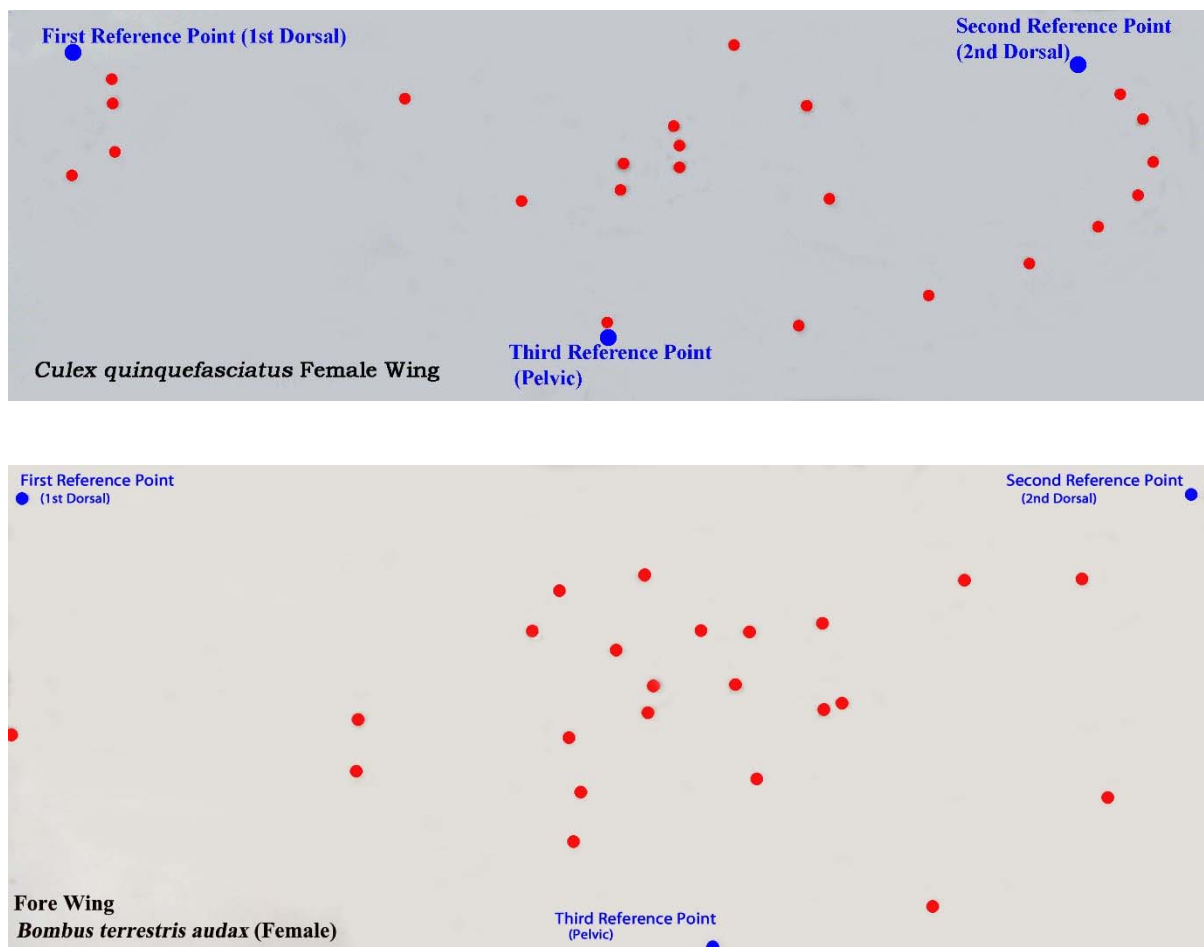 First Reference Point (1st Dorsal)
Second Reference Point
(2nd Dorsal)
Third Reference Point
(Pelvic)
Culex quinquefasciatus Female Wing
First Reference Point
(1st Dorsal)
Second Reference Point
(2nd Dorsal)
Fore Wing
Bombus terrestris audax (Female)
Third Reference Point
(Pelvic)